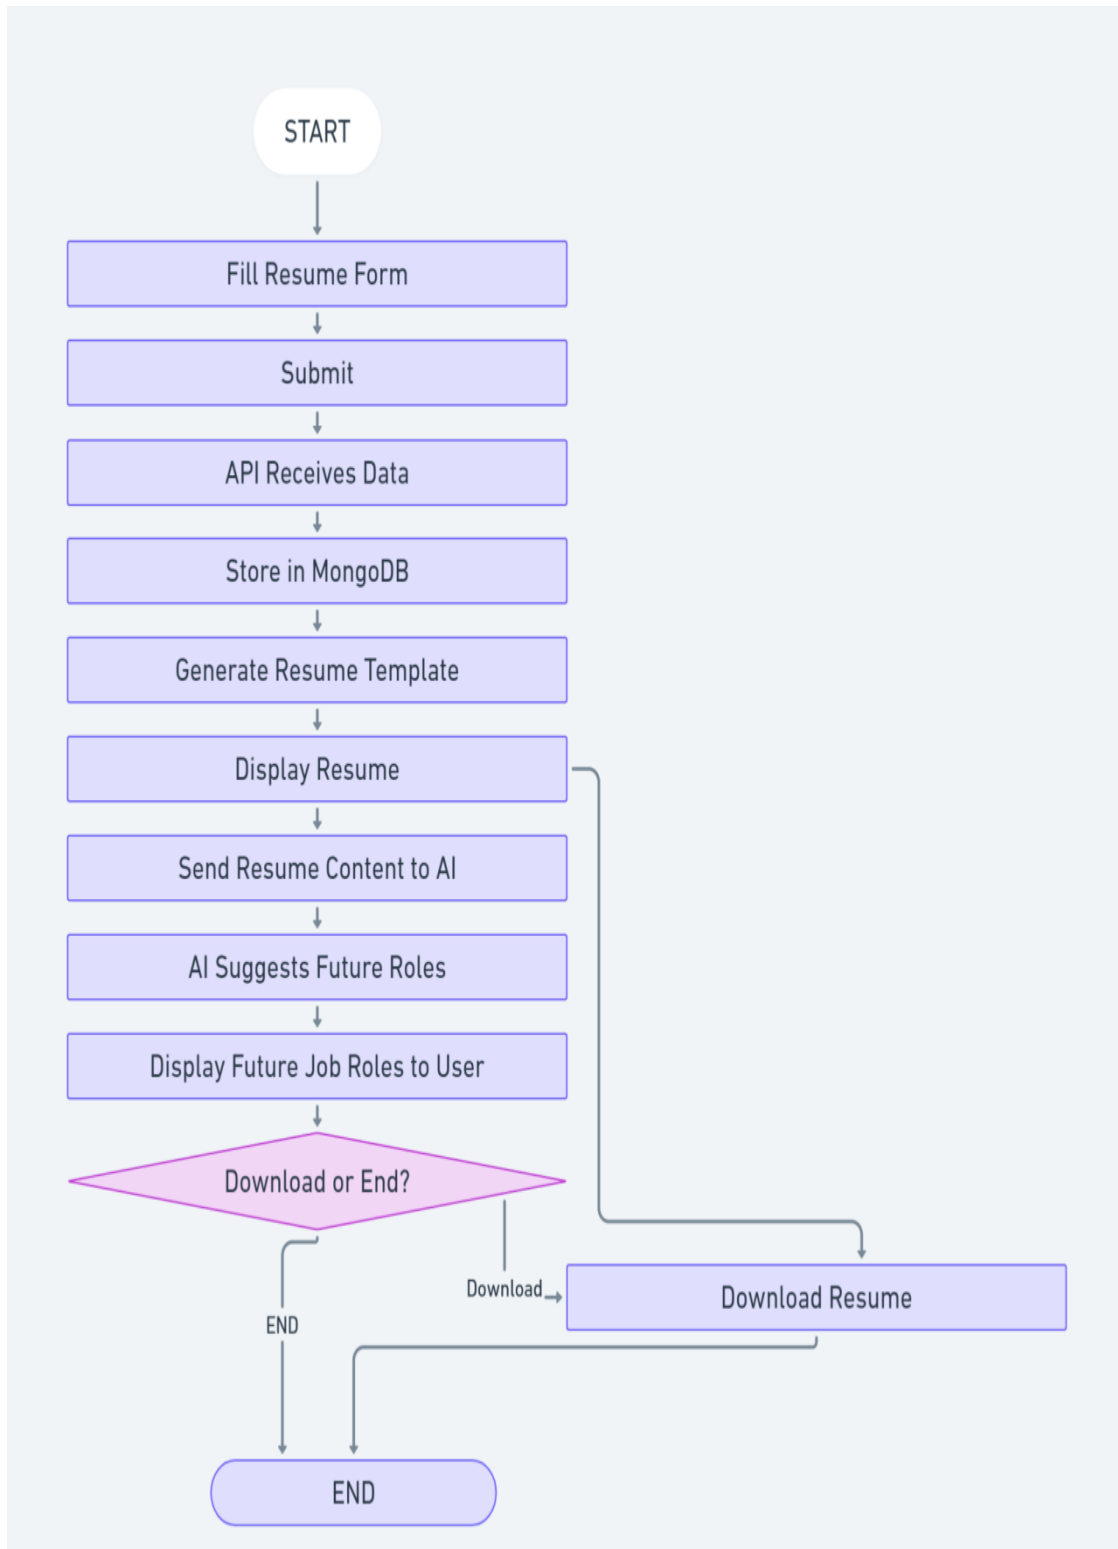 START
Fill Resume Form
Submit
API Receives Data
Store in MongoDB
Generate Resume Template
Display Resume
Send Resume Content to AI
AI Suggests Future Roles
Display Future Job Roles to User
Download or End?
Download
Download Resume
END
END